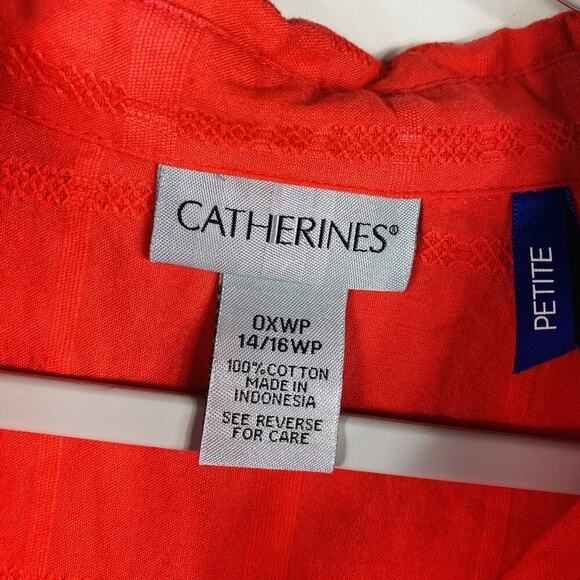 CATHERINES®
0XWP
14/16WP
100% COTTON
MADE IN
INDONESIA
SEE REVERSE
FOR CARE
PETITE